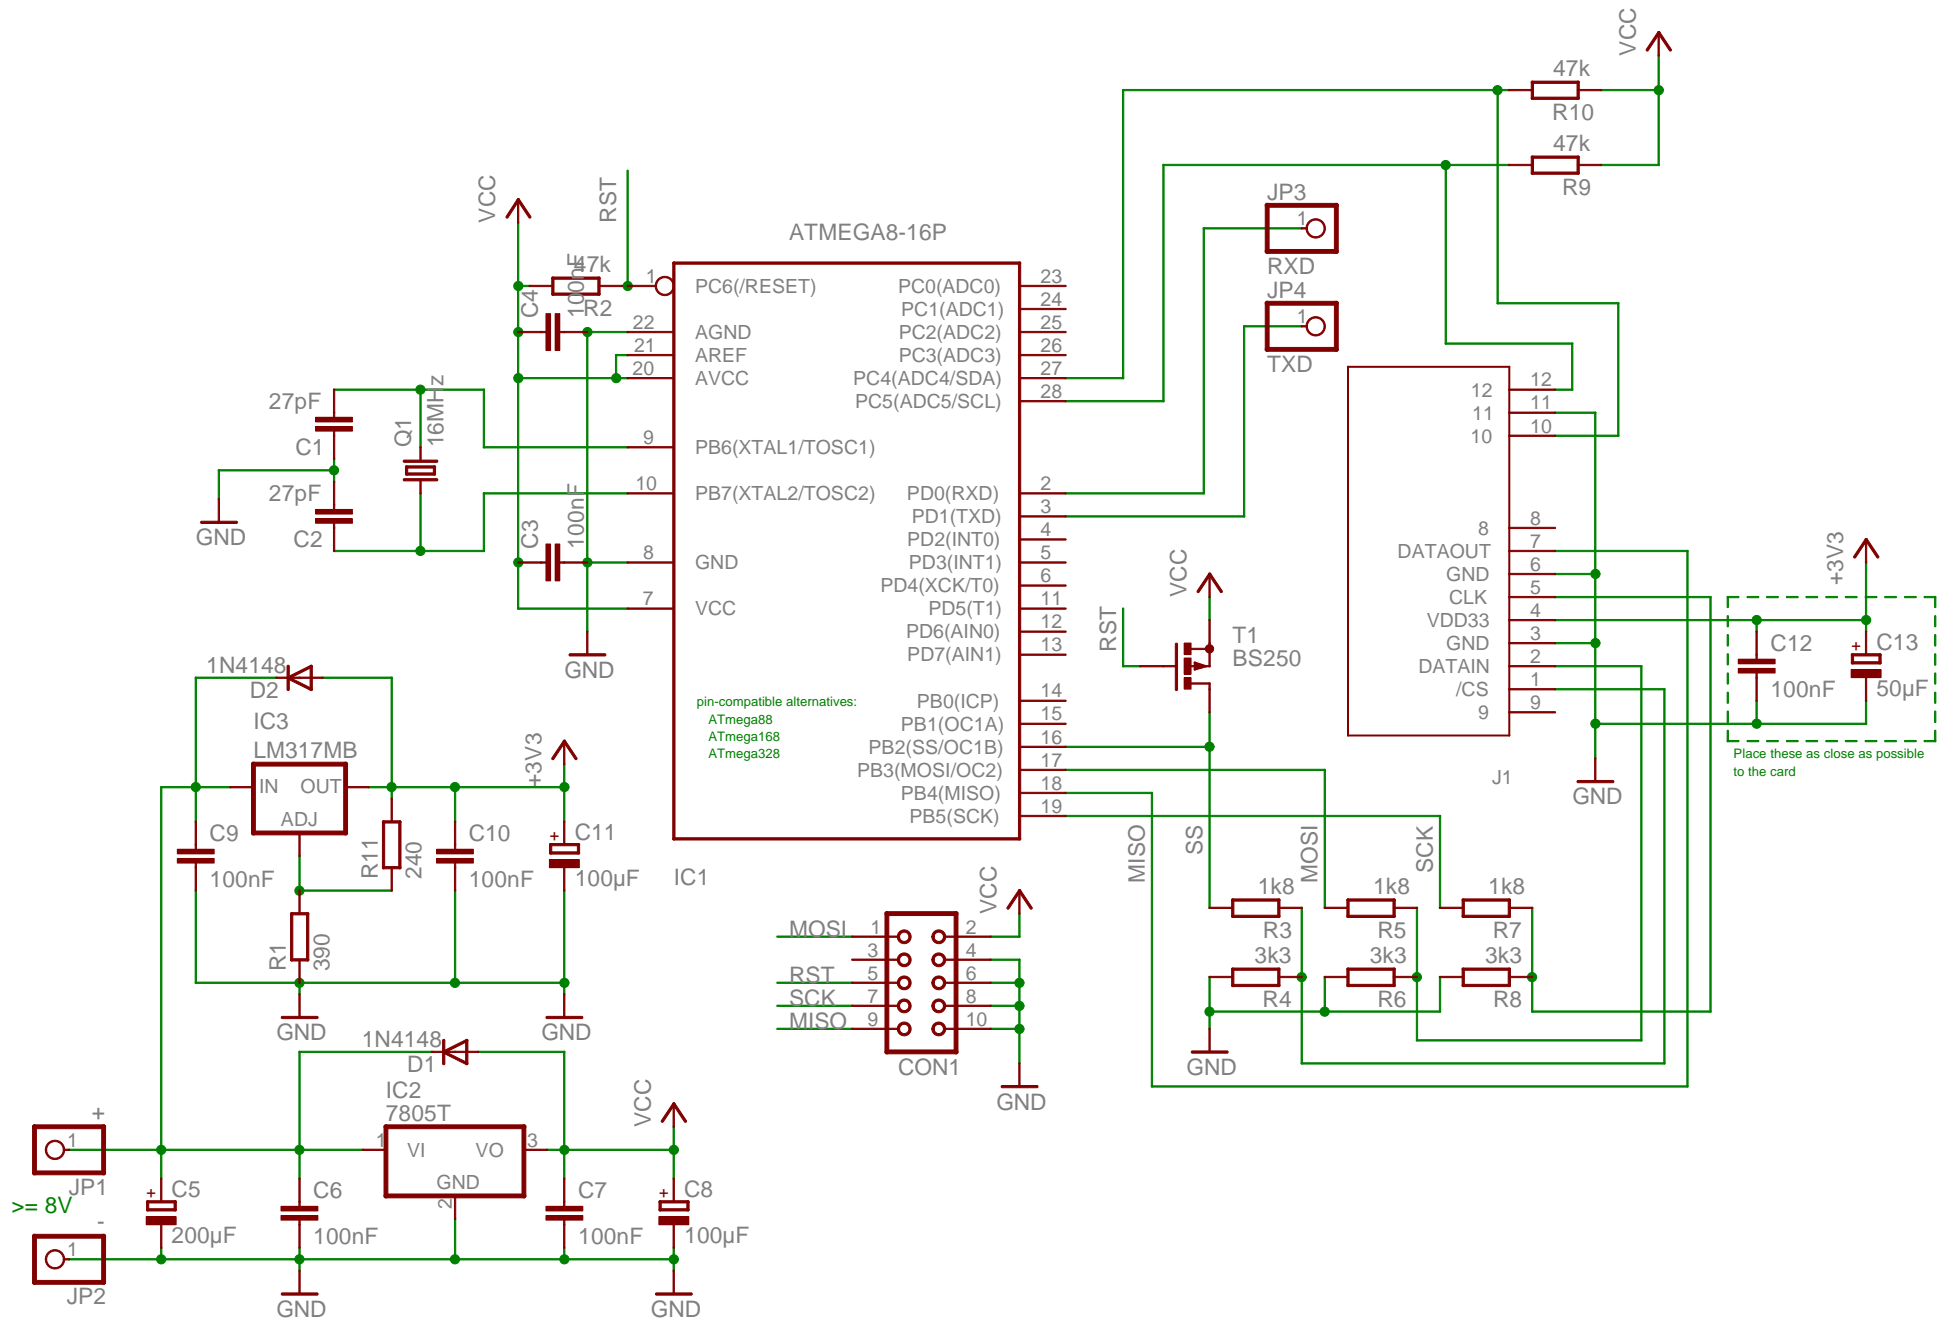 VCC
47k
R10
47k
R9
VCC
RST
47k
R2
C4
100nF
ATMEGA8-16P
1
PC6(/RESET)
22
AGND
21
AREF
20
AVCC
9
PB6(XTAL1/TOSC1)
10
PB7(XTAL2/TOSC2)
8
GND
7
VCC
PC0(ADC0)
23
PC1(ADC1)
24
PC2(ADC2)
25
PC3(ADC3)
26
PC4(ADC4/SDA)
27
PC5(ADC5/SCL)
28
PD0(RXD)
2
PD1(TXD)
3
PD2(INT0)
4
PD3(INT1)
5
PD4(XCK/T0)
6
PD5(T1)
11
PD6(AIN0)
12
PD7(AIN1)
13
PB0(ICP)
14
PB1(OC1A)
15
PB2(SS/OC1B)
16
PB3(MOSI/OC2)
17
PB4(MISO)
18
PB5(SCK)
19
pin-compatible alternatives:
ATmega88
ATmega168
ATmega328
IC1
27pF
C1
27pF
C2
Q1
16MHz
GND
C3
100nF
GND
JP3
1
RXD
JP4
1
TXD
12
12
11
11
10
10
8
8
DATAOUT
7
GND
6
CLK
5
VDD33
4
GND
3
DATAIN
2
/CS
1
9
9
J1
GND
+3V3
C12
100nF
C13
50µF
Place these as close as possible
to the card
VCC
RST
T1
BS250
MISO
SS
MOSI
SCK
1k8
R3
1k8
R5
1k8
R7
3k3
R4
3k3
R6
3k3
R8
GND
1N4148
D2
IC3
LM317MB
IN
OUT
ADJ
C9
100nF
R11
240
R1
390
C10
100nF
+3V3
C11
100µF
GND
GND
MOSI
1
2
VCC
3
4
RST
5
6
SCK
7
8
MISO
9
10
CON1
GND
1N4148
D1
IC2
7805T
1
VI
VO
3
GND
2
VCC
+
1
JP1
>= 8V
-
1
JP2
C5
200µF
C6
100nF
C7
100nF
C8
100µF
GND
GND